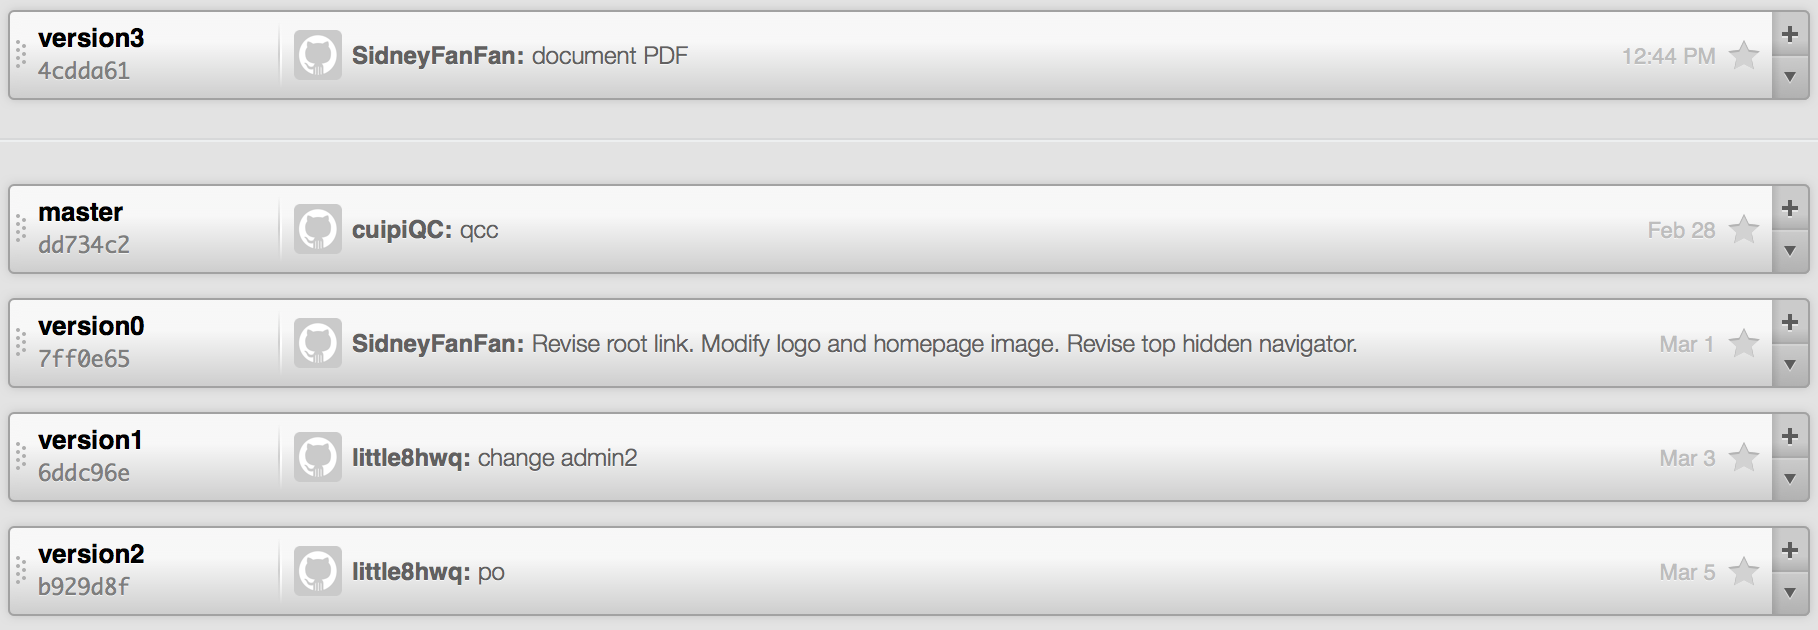 version3
4cdda61
SidneyFanFan: document PDF
12:44 PM
master
dd734c2
cuipiQC: qcc
Feb 28
version0
7ff0e65
SidneyFanFan: Revise root link. Modify logo and homepage image. Revise top hidden navigator.
Mar 1
version1
6ddc96e
little8hwq: change admin2
Mar 3
version2
b929d8f
little8hwq: po
Mar 5